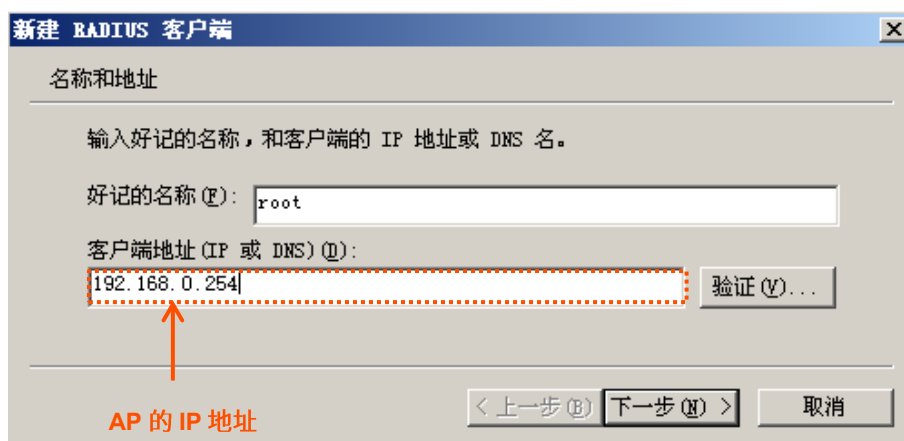 新建 RADIUS 客户端
名称和地址
输入好记的名称，和客户端的 IP 地址或 DNS 名。
好记的名称(F): root
客户端地址(IP 或 DNS)(D):
192.168.0.254 验证(V)...
AP 的 IP 地址
< 上一步(B) 下一步(N) > 取消